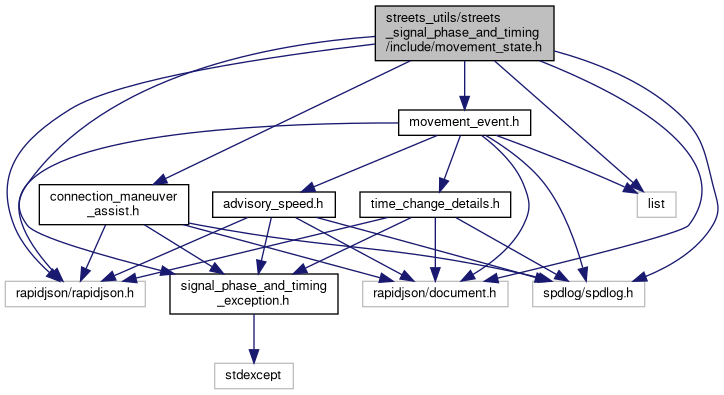 streets_utils/streets
_signal_phase_and_timing
/include/movement_state.h
movement_event.h
connection_maneuver
_assist.h
advisory_speed.h
time_change_details.h
list
rapidjson/rapidjson.h
signal_phase_and_timing
_exception.h
rapidjson/document.h
spdlog/spdlog.h
stdexcept